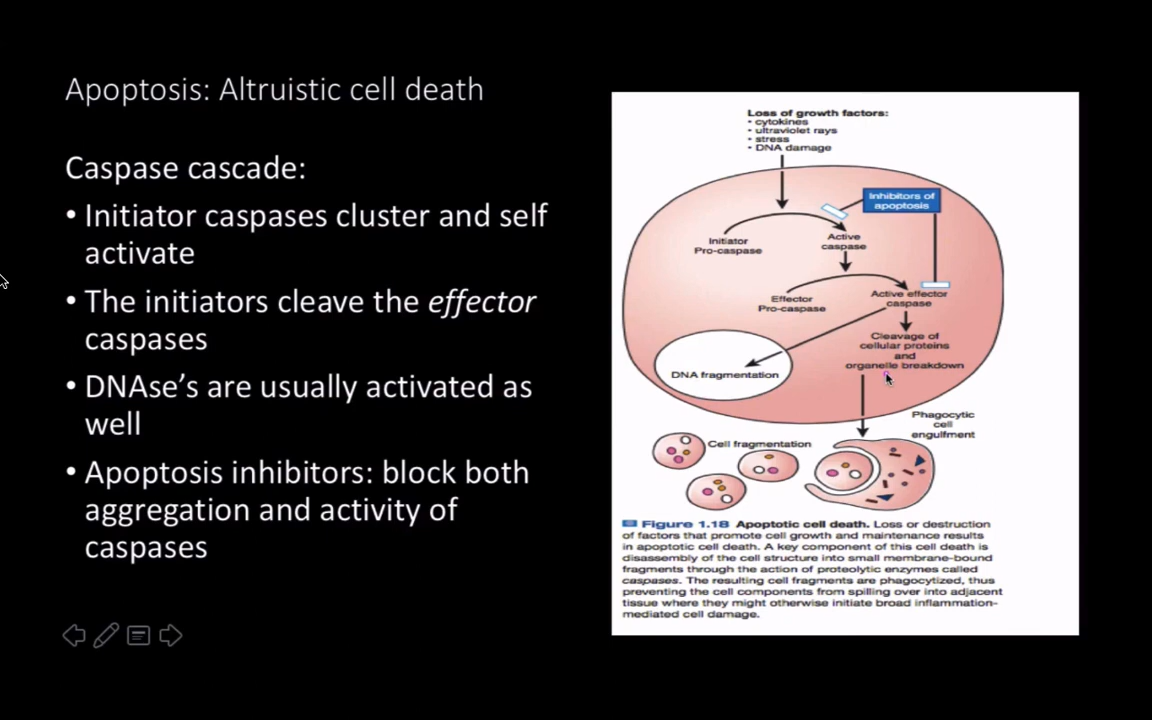 Apoptosis: Altruistic cell death
Caspase cascade:
• Initiator caspases cluster and self
activate
• The initiators cleave the effector
caspases
• DNAse’s are usually activated as
well
• Apoptosis inhibitors: block both
aggregation and activity of
caspases
Loss of growth factors:
• cytokines
• ultraviolet rays
• stress
• DNA damage
Inhibitors of
apoptosis
Initiator
Pro-caspase
Active
caspase
Effector
Pro-caspase
Active effector
caspase
Cleavage of
cellular proteins
and
organelle breakdown
DNA fragmentation
Phagocytic
cell
engulfment
Cell fragmentation
Figure 1.18 Apoptotic cell death. Loss or destruction
of factors that promote cell growth and maintenance results
in apoptotic cell death. A key component of this cell death is
disassembly of the cell structure into small membrane-bound
fragments through the action of proteolytic enzymes called
caspases. The resulting cell fragments are phagocytized, thus
preventing the cell components from spilling over into adjacent
tissue where they might otherwise initiate broad inflammation-
mediated cell damage.